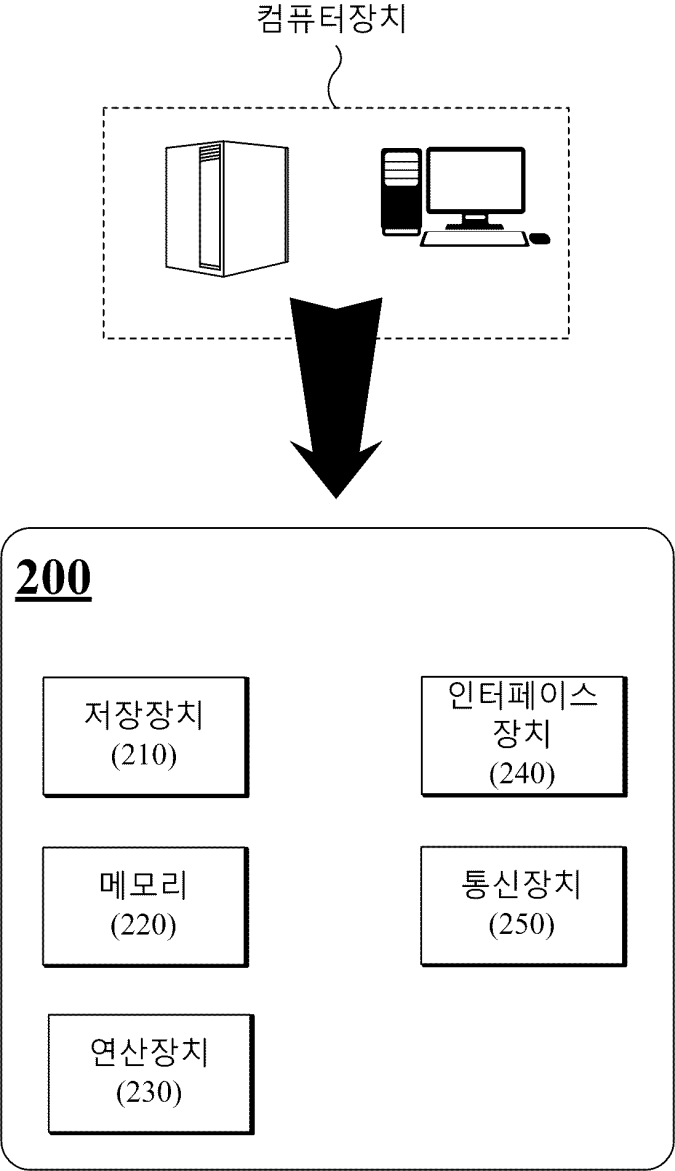 컴퓨터장치
200
저장장치
(210)
인터페이스
장치
(240)
메모리
(220)
통신장치
(250)
연산장치
(230)